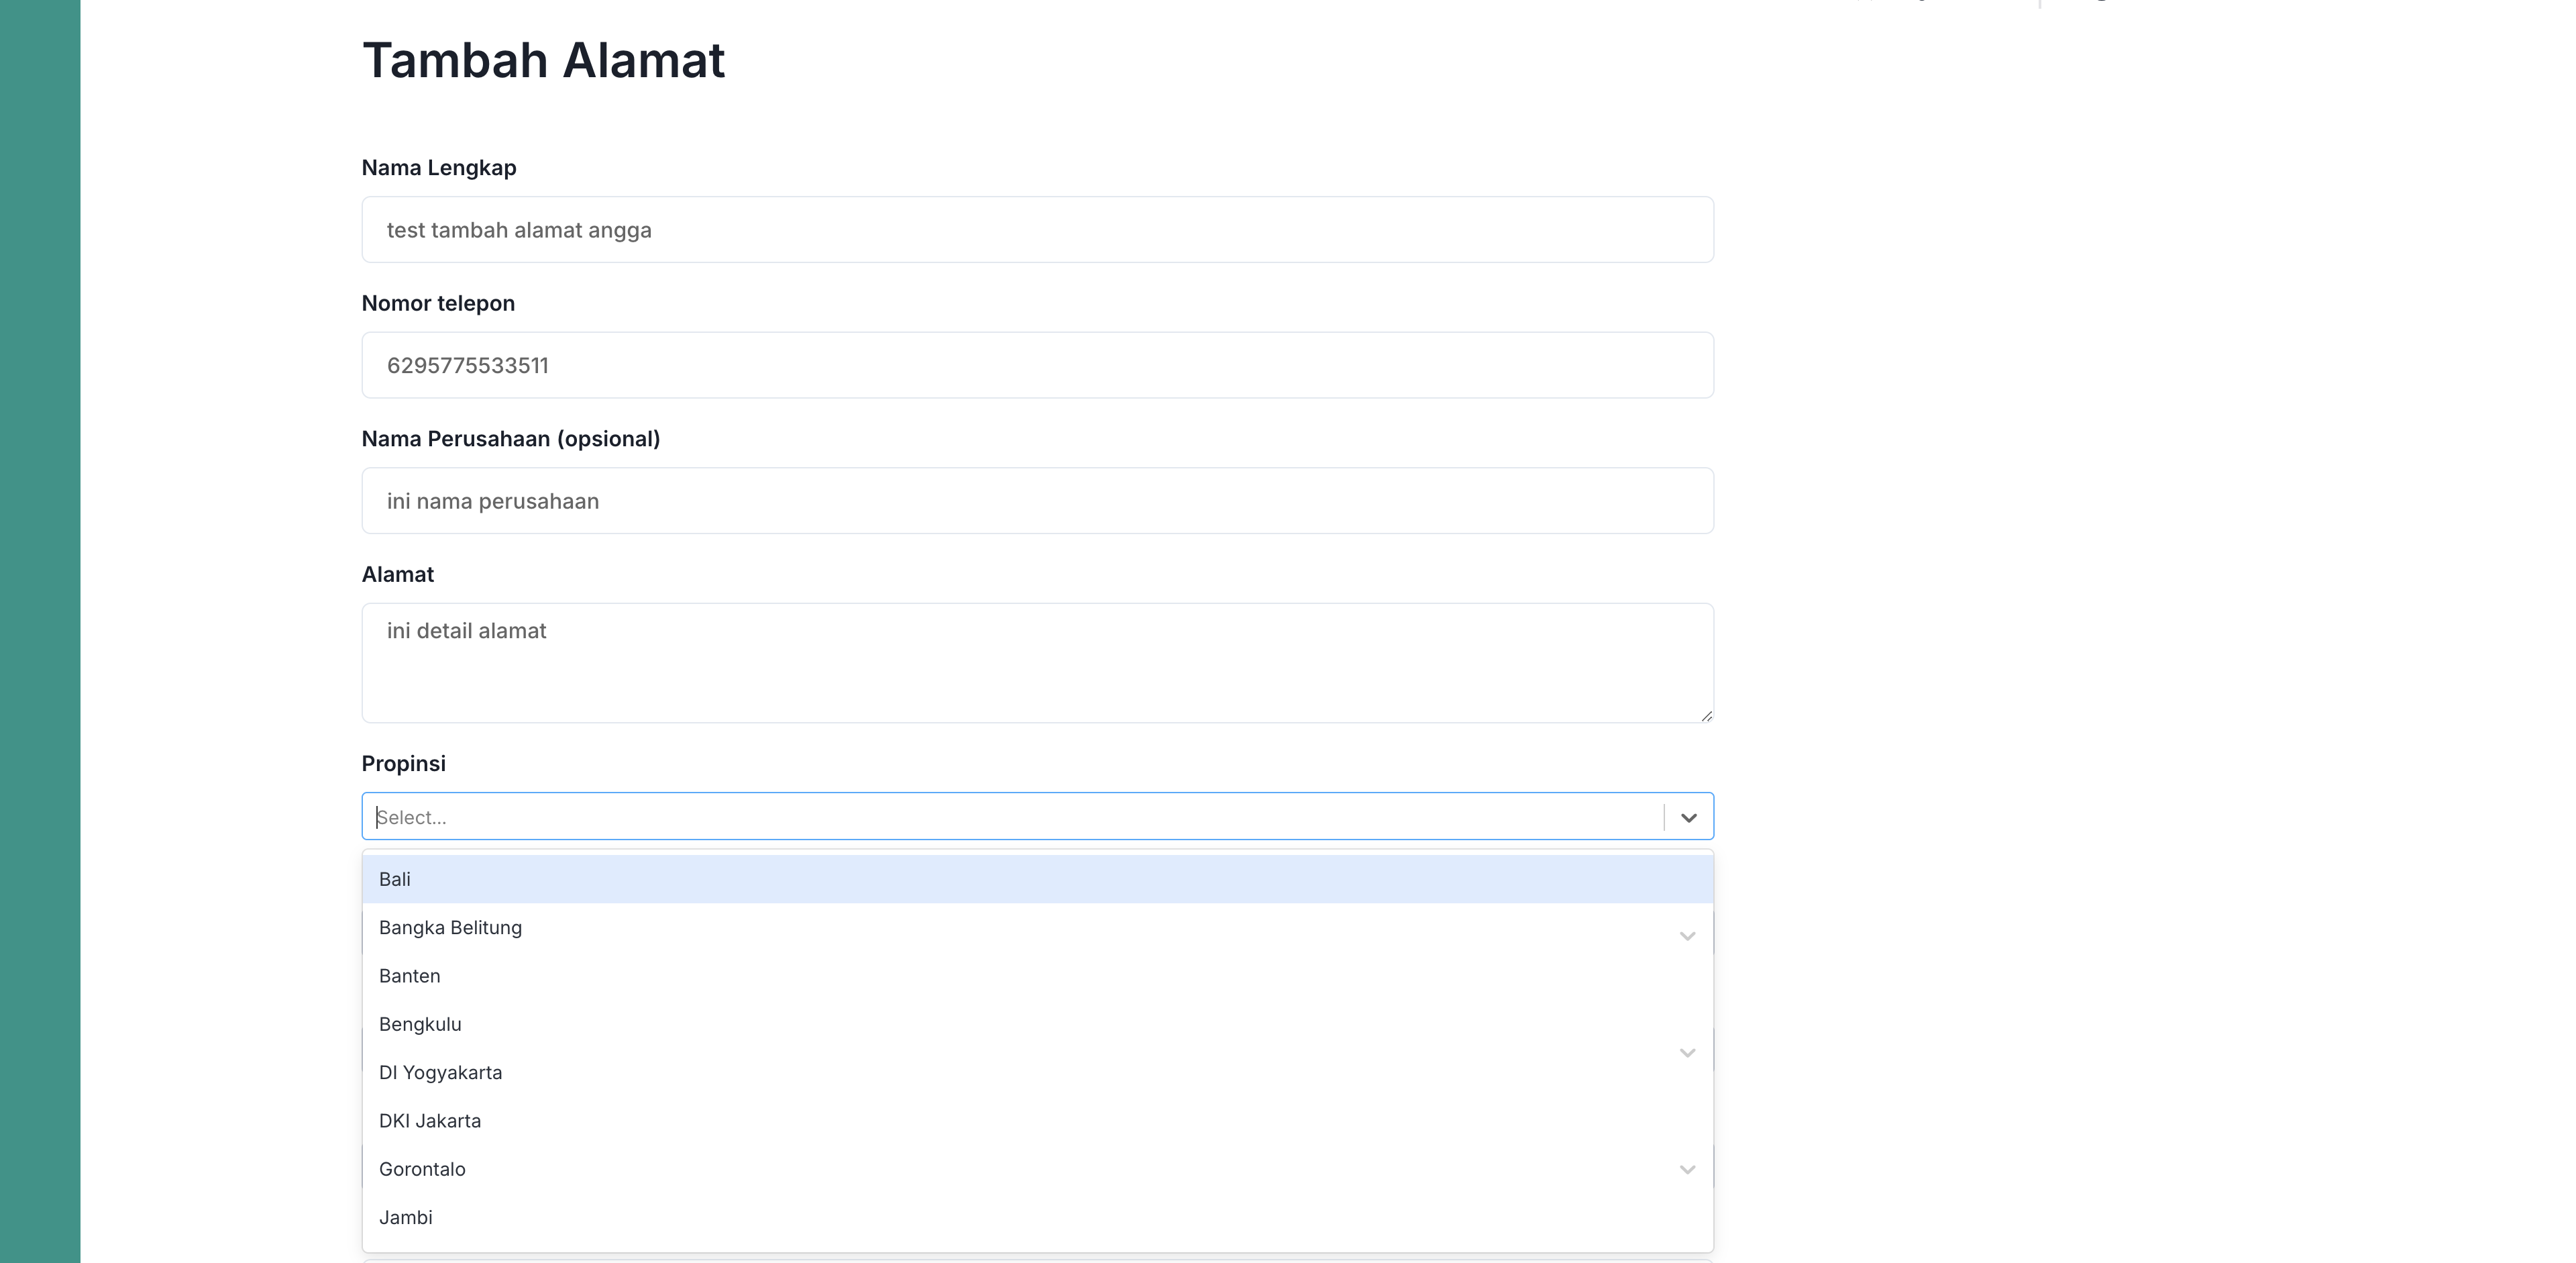 Tambah Alamat
Nama Lengkap
test tambah alamat angga
Nomor telepon
6295775533511
Nama Perusahaan (opsional)
ini nama perusahaan
Alamat
ini detail alamat
Propinsi
Select...
Bali
Bangka Belitung
Banten
Bengkulu
DI Yogyakarta
DKI Jakarta
Gorontalo
Jambi